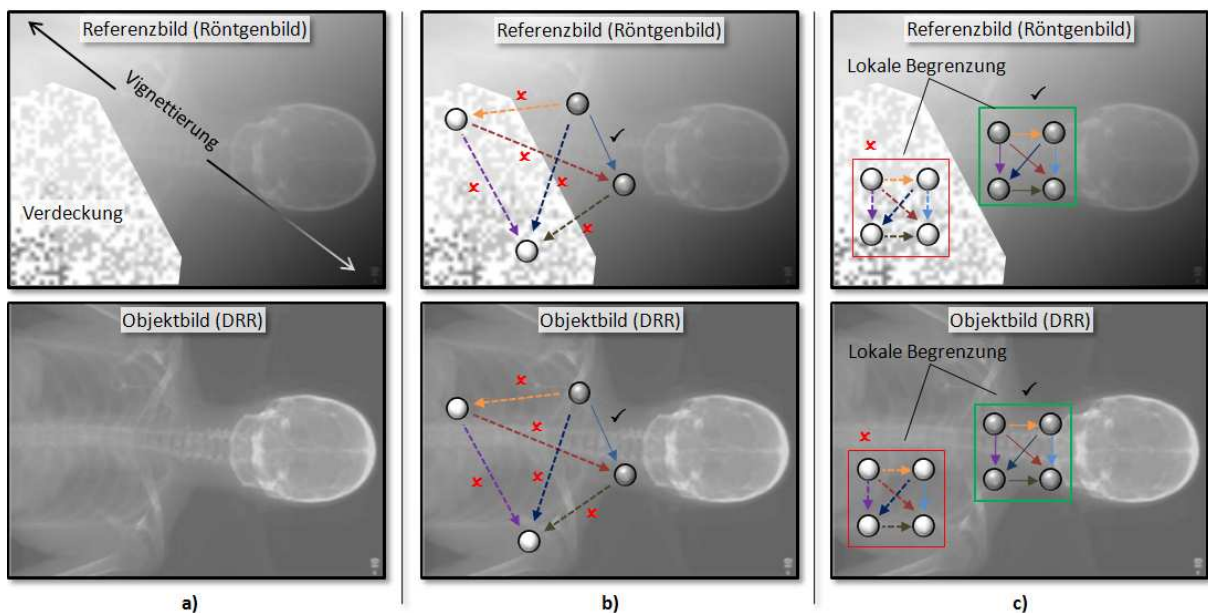 Referenzbild (Röntgenbild)
Vignettierung
Verdeckung
Objektbild (DRR)
a)
Referenzbild (Röntgenbild)
Objektbild (DRR)
b)
Referenzbild (Röntgenbild)
Lokale Begrenzung
Objektbild (DRR)
Lokale Begrenzung
c)